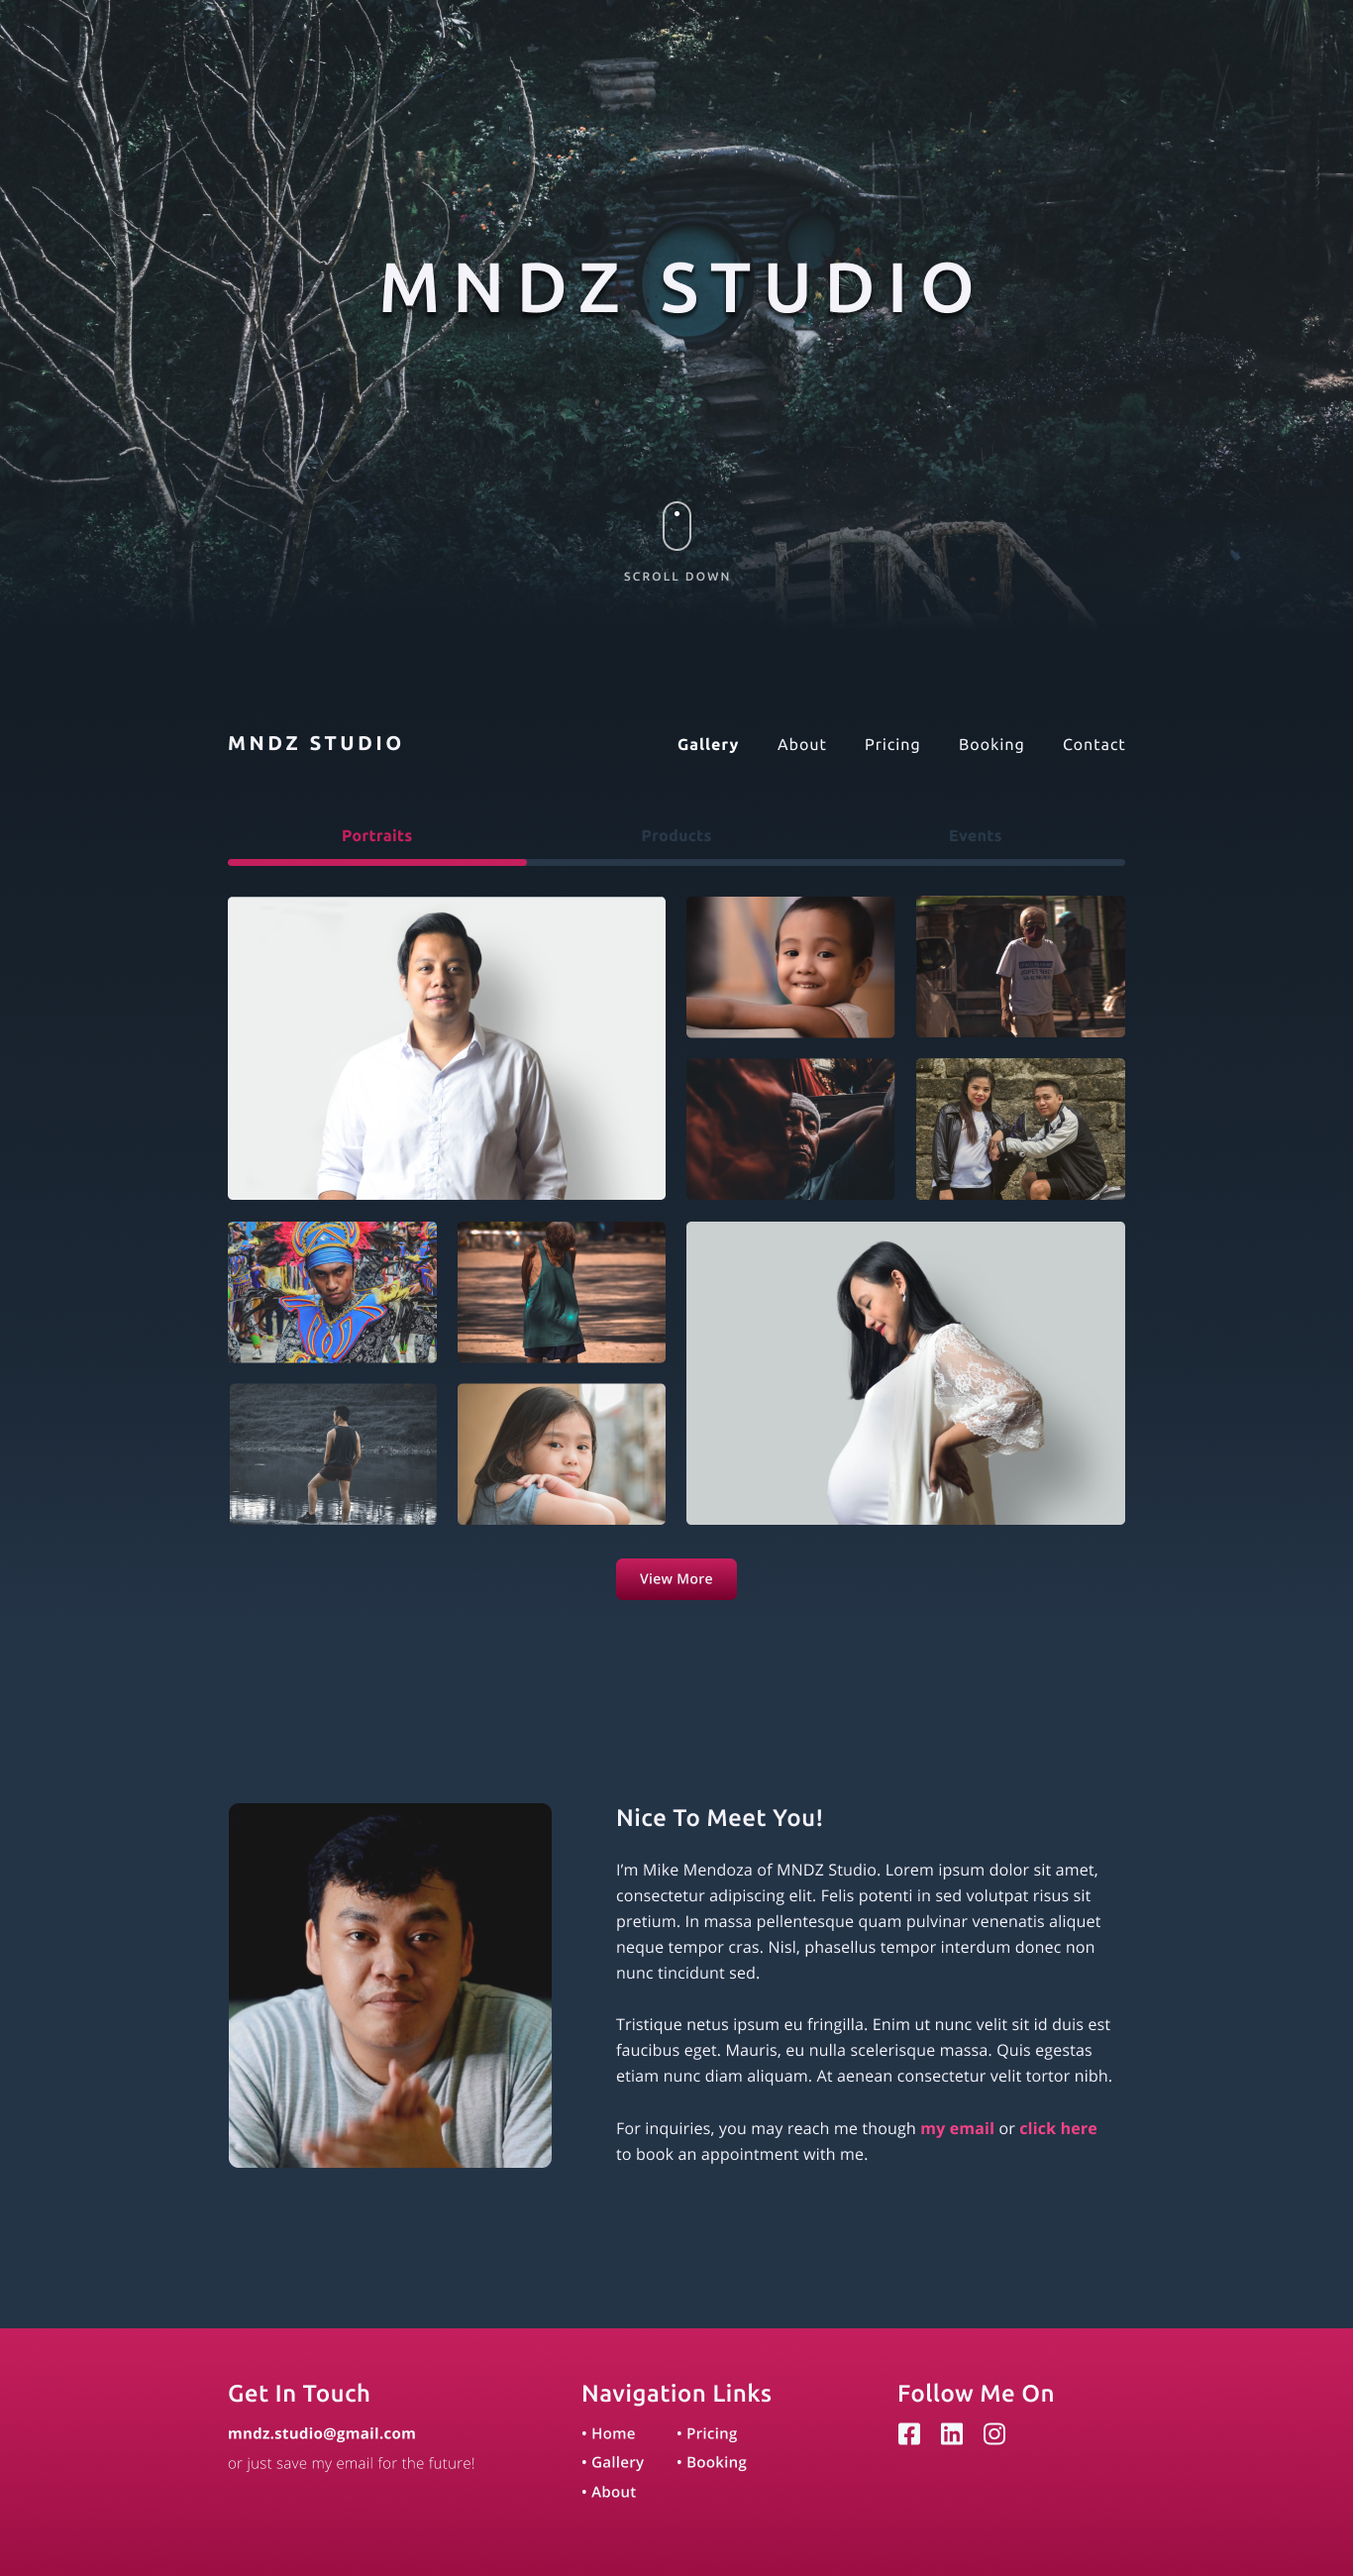 MNDZ STUDIO
SCROLL DOWN
MNDZ STUDIO
Gallery About Pricing Booking Contact
Portraits Products Events
View More
Nice To Meet You!
I’m Mike Mendoza of MNDZ Studio. Lorem ipsum dolor sit amet,
consectetur adipiscing elit. Felis potenti in sed volutpat risus sit
pretium. In massa pellentesque quam pulvinar venenatis aliquet
neque tempor cras. Nisl, phasellus tempor interdum donec non
nunc tincidunt sed.
Tristique netus ipsum eu fringilla. Enim ut nunc velit sit id duis est
faucibus eget. Mauris, eu nulla scelerisque massa. Quis egestas
etiam nunc diam aliquam. At aenean consectetur velit tortor nibh.
For inquiries, you may reach me though my email or click here
to book an appointment with me.
Get In Touch
mndz.studio@gmail.com
or just save my email for the future!
Navigation Links
• Home • Pricing
• Gallery • Booking
• About
Follow Me On